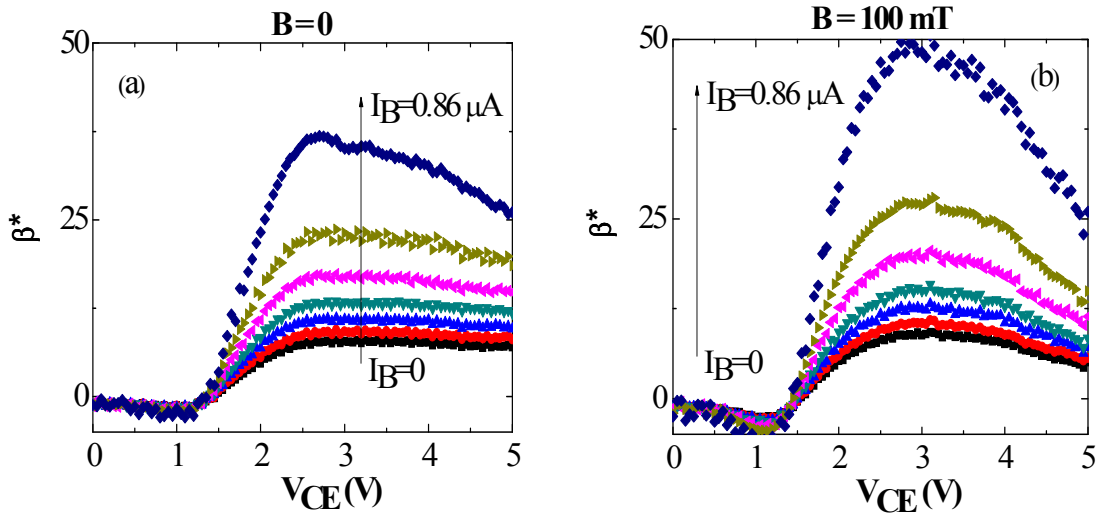 B=0
50
(a)
I_B=0.86 μA
25
β*
I_B=0
0
0 1 2 3 4 5
V_CE (V)
B=100 mT
50
(b)
I_B=0.86 μA
25
β*
I_B=0
0
0 1 2 3 4 5
V_CE (V)